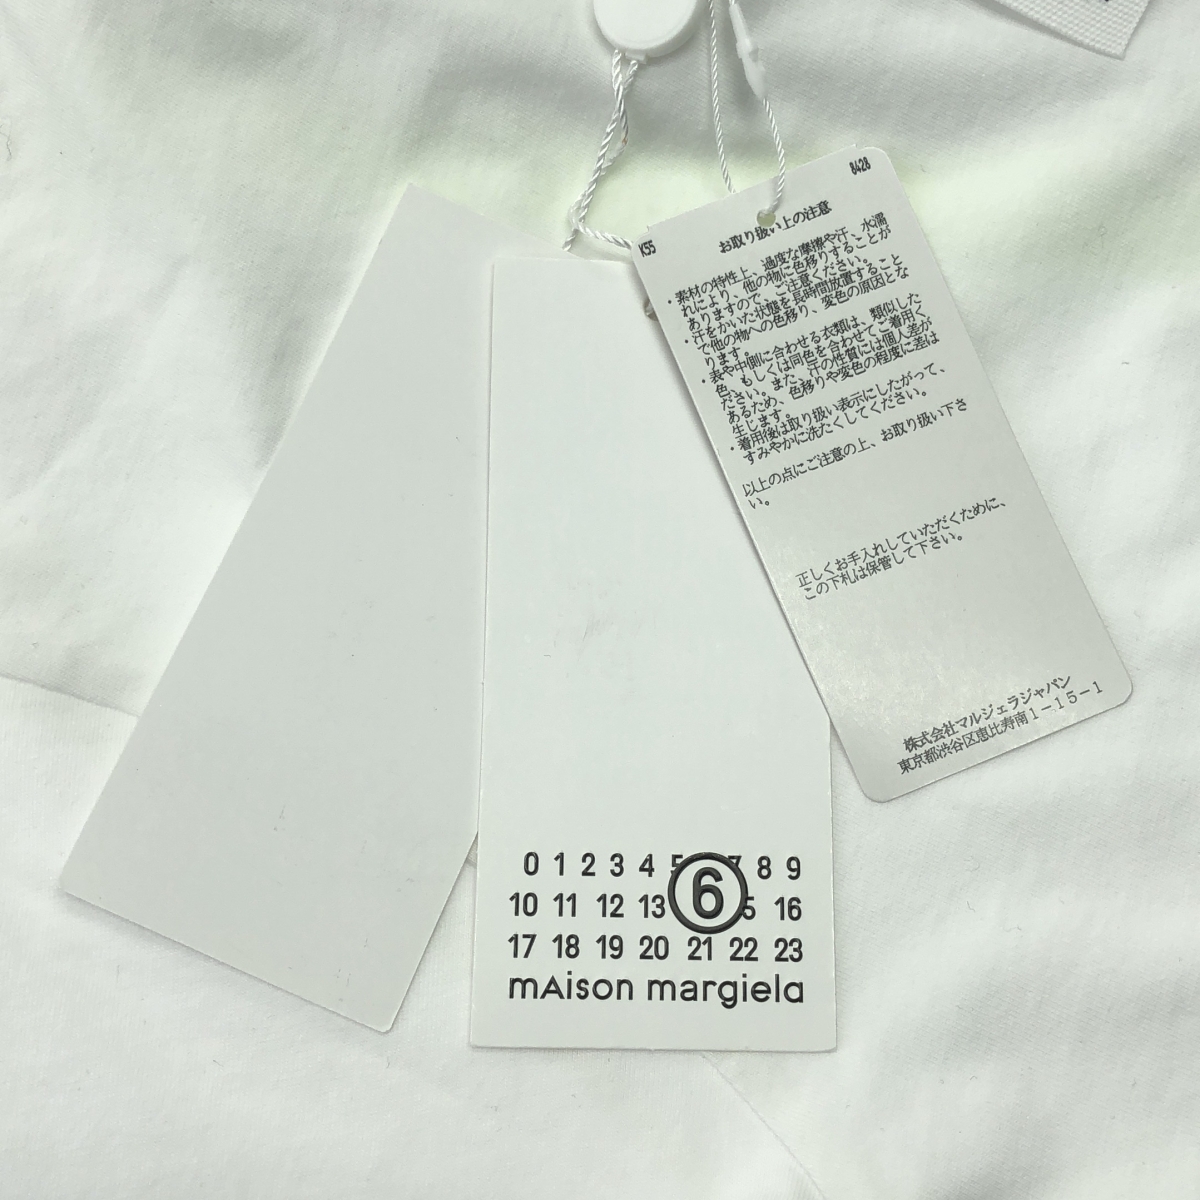 8428
K55
お取り扱い上の注意
・素材の特性上、過度な摩擦や汗、水濡
れにより、他の物に色移りすることが
ありますので、ご注意ください。
・汗をかいた状態を長時間放置すること
で他の物への色移り、変色の原因とな
ります。
・表や中側に合わせる衣類は、類似した
色、もしくは同色を合わせてご着用く
ださい。また、汗の性質には個人差が
あるため、色移りや変色の程度に差は
生じます。
・着用後は取り扱い表示にしたがって、
すみやかに洗たくしてください。
以上の点にご注意の上、お取り扱い下さ
い。
正しくお手入れしていただくために、
この下札は保管して下さい。
株式会社マルジェラジャパン
東京都渋谷区恵比寿南1－15－1
0 1 2 3 4 5 6 7 8 9
10 11 12 13 5 16
17 18 19 20 21 22 23
mAison margiela